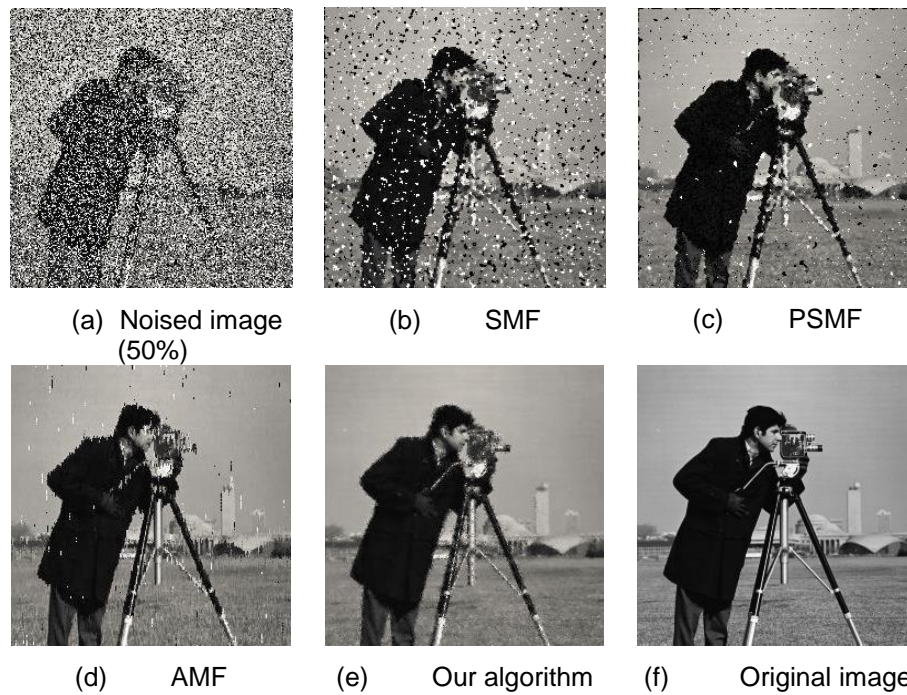 (a) Noised image
(50%)
(b) SMF
(c) PSMF
(d) AMF
(e) Our algorithm
(f) Original image